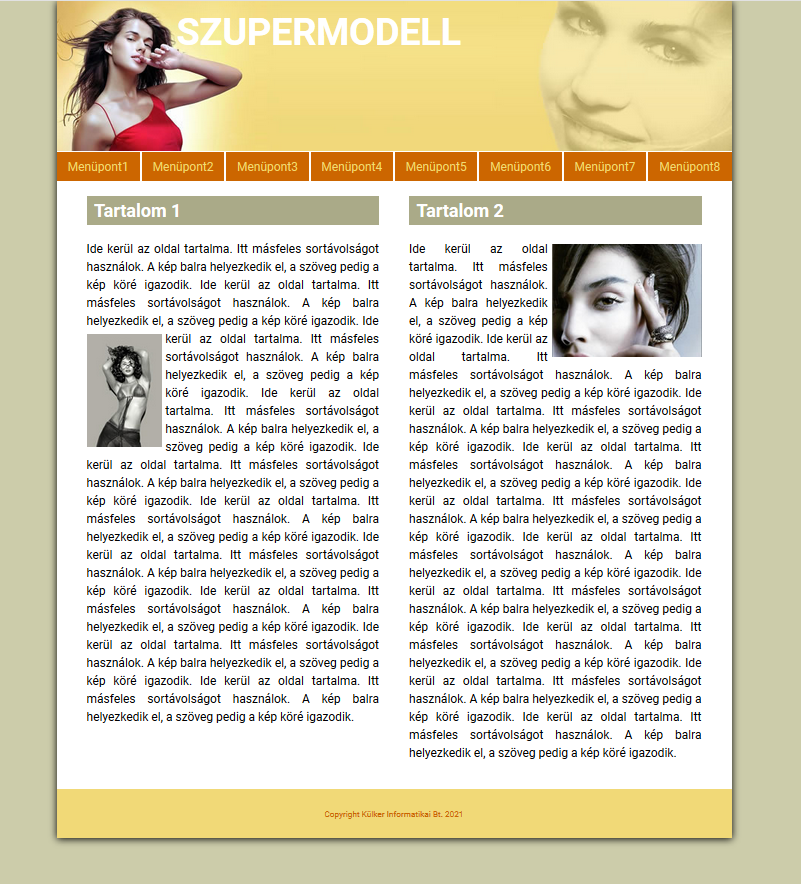 SZUPERMODELL
Menüpont1 Menüpont2 Menüpont3 Menüpont4 Menüpont5 Menüpont6 Menüpont7 Menüpont8
Tartalom 1
Ide kerül az oldal tartalma. Itt másfeles sortávolságot
használok. A kép balra helyezkedik el, a szöveg pedig a
kép köré igazodik. Ide kerül az oldal tartalma. Itt
másfeles sortávolságot használok. A kép balra
helyezkedik el, a szöveg pedig a kép köré igazodik. Ide
kerül az oldal tartalma. Itt másfeles
sortávolságot használok. A kép balra
helyezkedik el, a szöveg pedig a kép
köré igazodik. Ide kerül az oldal
tartalma. Itt másfeles sortávolságot
használok. A kép balra helyezkedik el, a
szöveg pedig a kép köré igazodik. Ide
kerül az oldal tartalma. Itt másfeles sortávolságot
használok. A kép balra helyezkedik el, a szöveg pedig a
kép köré igazodik. Ide kerül az oldal tartalma. Itt
másfeles sortávolságot használok. A kép balra
helyezkedik el, a szöveg pedig a kép köré igazodik. Ide
kerül az oldal tartalma. Itt másfeles sortávolságot
használok. A kép balra helyezkedik el, a szöveg pedig a
kép köré igazodik. Ide kerül az oldal tartalma. Itt
másfeles sortávolságot használok. A kép balra
helyezkedik el, a szöveg pedig a kép köré igazodik. Ide
kerül az oldal tartalma. Itt másfeles sortávolságot
használok. A kép balra helyezkedik el, a szöveg pedig a
kép köré igazodik. Ide kerül az oldal tartalma. Itt
másfeles sortávolságot használok. A kép balra
helyezkedik el, a szöveg pedig a kép köré igazodik.
Tartalom 2
Ide kerül az oldal
tartalma. Itt másfeles
sortávolságot használok.
A kép balra helyezkedik
el, a szöveg pedig a kép
köré igazodik. Ide kerül az
oldal tartalma. Itt
másfeles sortávolságot használok. A kép balra
helyezkedik el, a szöveg pedig a kép köré igazodik. Ide
kerül az oldal tartalma. Itt másfeles sortávolságot
használok. A kép balra helyezkedik el, a szöveg pedig a
kép köré igazodik. Ide kerül az oldal tartalma. Itt
másfeles sortávolságot használok. A kép balra
helyezkedik el, a szöveg pedig a kép köré igazodik. Ide
kerül az oldal tartalma. Itt másfeles sortávolságot
használok. A kép balra helyezkedik el, a szöveg pedig a
kép köré igazodik. Ide kerül az oldal tartalma. Itt
másfeles sortávolságot használok. A kép balra
helyezkedik el, a szöveg pedig a kép köré igazodik. Ide
kerül az oldal tartalma. Itt másfeles sortávolságot
használok. A kép balra helyezkedik el, a szöveg pedig a
kép köré igazodik. Ide kerül az oldal tartalma. Itt
másfeles sortávolságot használok. A kép balra
helyezkedik el, a szöveg pedig a kép köré igazodik. Ide
kerül az oldal tartalma. Itt másfeles sortávolságot
használok. A kép balra helyezkedik el, a szöveg pedig a
kép köré igazodik. Ide kerül az oldal tartalma. Itt
másfeles sortávolságot használok. A kép balra
helyezkedik el, a szöveg pedig a kép köré igazodik.
Copyright Külker Informatikai Bt. 2021